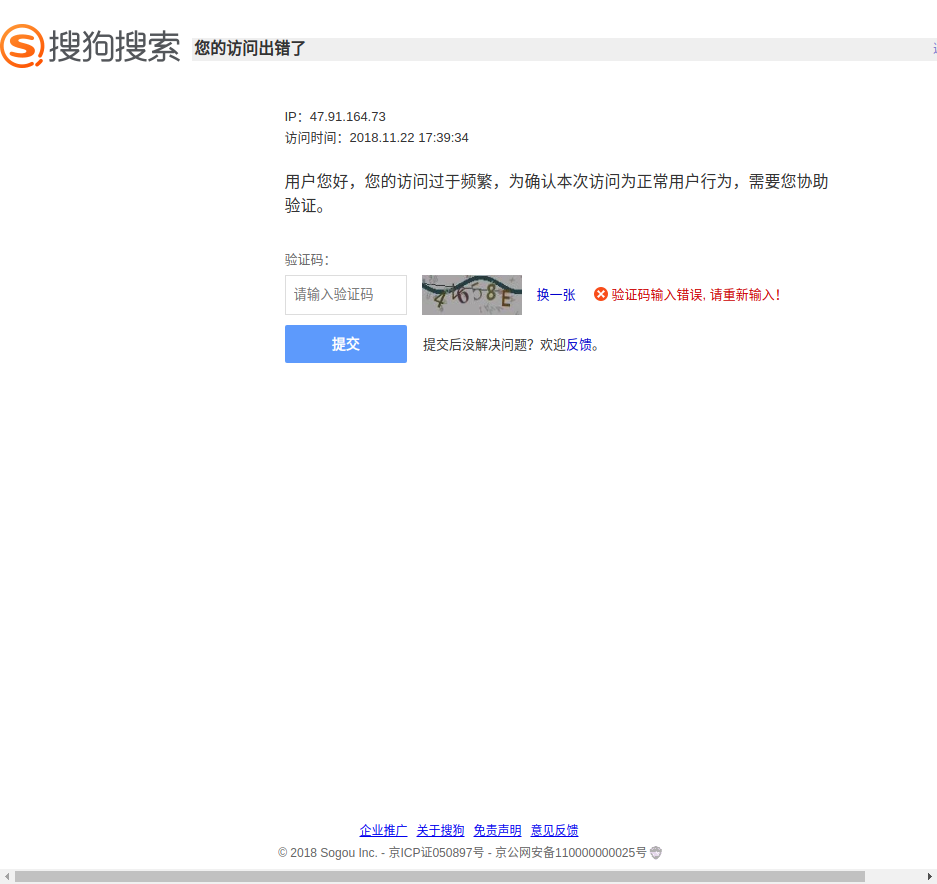 搜狗搜索 您的访问出错了
IP：47.91.164.73
访问时间：2018.11.22 17:39:34
用户您好，您的访问过于频繁，为确认本次访问为正常用户行为，需要您协助
验证。
验证码：
请输入验证码 换一张 验证码输入错误, 请重新输入！
提交 提交后没解决问题？欢迎反馈。
企业推广 关于搜狗 免责声明 意见反馈
© 2018 Sogou Inc. - 京ICP证050897号 - 京公网安备110000000025号